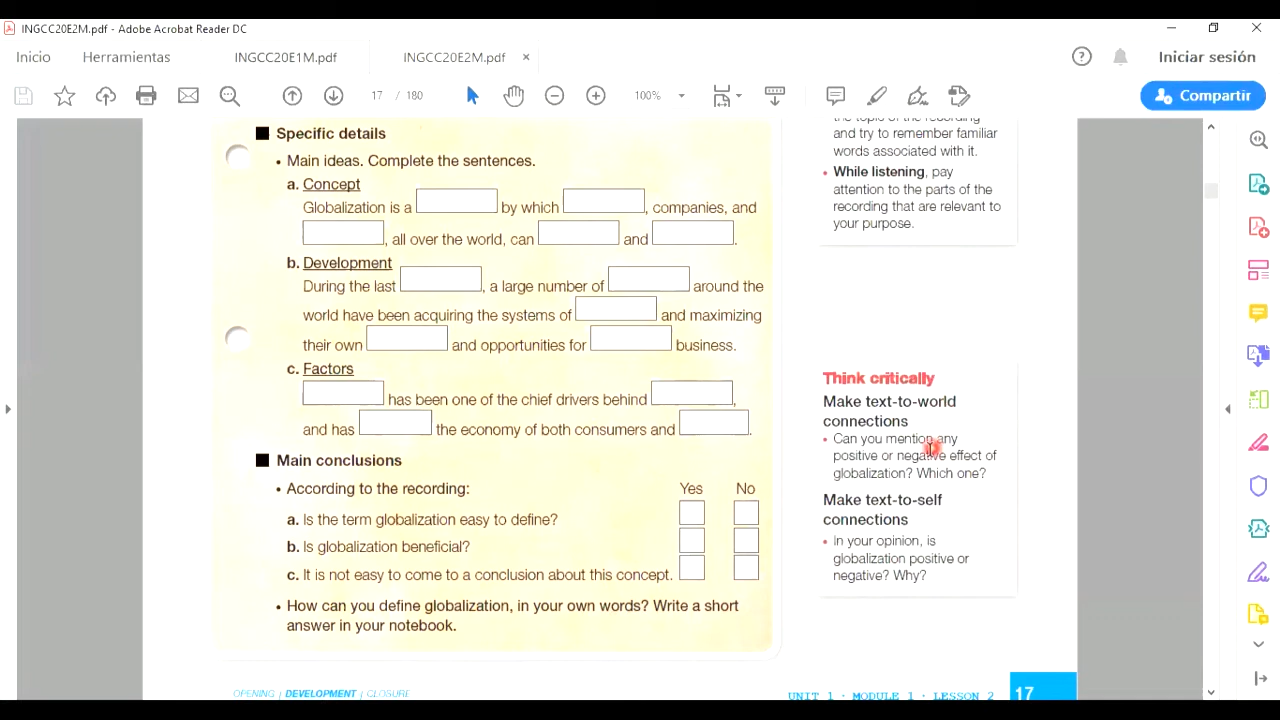 INGCC20E2M.pdf - Adobe Acrobat Reader DC
Inicio Herramientas INGCC20E1M.pdf INGCC20E2M.pdf × Iniciar sesión
17 / 180 100% Compartir
Specific details
• Main ideas. Complete the sentences.
a. Concept
Globalization is a by which , companies, and
, all over the world, can and .
b. Development
During the last , a large number of around the
world have been acquiring the systems of and maximizing
their own and opportunities for business.
c. Factors
has been one of the chief drivers behind ,
and has the economy of both consumers and .
Main conclusions
• According to the recording: Yes No
a. Is the term globalization easy to define?
b. Is globalization beneficial?
c. It is not easy to come to a conclusion about this concept.
• How can you define globalization, in your own words? Write a short
answer in your notebook.
the topic of the recording
and try to remember familiar
words associated with it.
• While listening, pay
attention to the parts of the
recording that are relevant to
your purpose.
Think critically
Make text-to-world
connections
• Can you mention any
positive or negative effect of
globalization? Which one?
Make text-to-self
connections
• In your opinion, is
globalization positive or
negative? Why?
OPENING | DEVELOPMENT | CLOSURE
UNIT 1 · MODULE 1 · LESSON 2 17